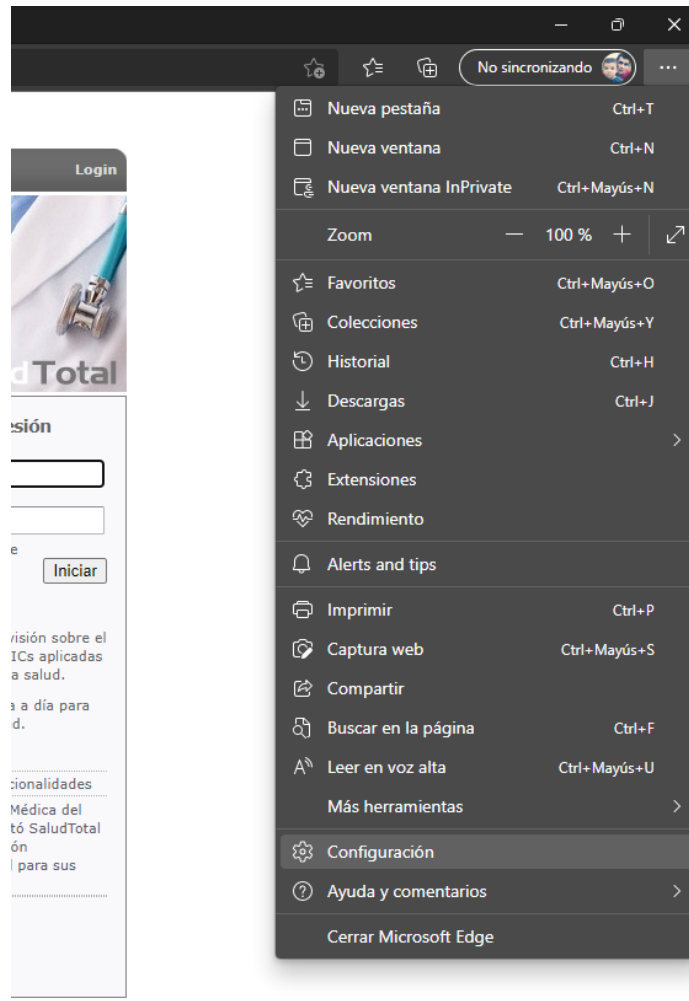 No sincronizando
Nueva pestaña Ctrl+T
Nueva ventana Ctrl+N
Nueva ventana InPrivate Ctrl+Mayús+N
Zoom — 100 % +
Favoritos Ctrl+Mayús+O
Colecciones Ctrl+Mayús+Y
Historial Ctrl+H
Descargas Ctrl+J
Aplicaciones
Extensiones
Rendimiento
Alerts and tips
Imprimir Ctrl+P
Captura web Ctrl+Mayús+S
Compartir
Buscar en la página Ctrl+F
Leer en voz alta Ctrl+Mayús+U
Más herramientas
Configuración
Ayuda y comentarios
Cerrar Microsoft Edge
Login
dTotal
esión
e
Iniciar
visión sobre el
ICs aplicadas
a salud.
a a día para
d.
cionalidades
Médica del
tó SaludTotal
ón
para sus